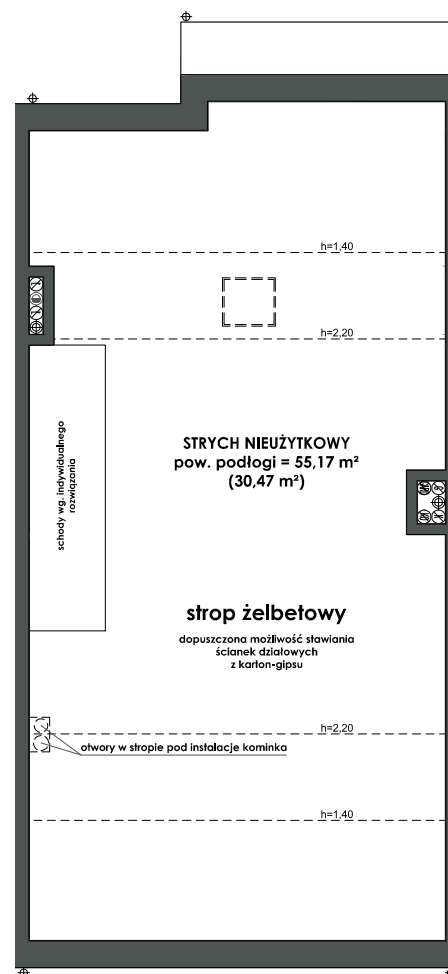 h=1,40
h=2,20
STRYCH NIEUŻYTKOWY
pow. podłogi = 55,17 m²
(30,47 m²)
schody wg. indywidualnego
rozwiązania
strop żelbetowy
dopuszczona możliwość stawiania
ścianek działowych
z karton-gipsu
h=2,20
otwory w stropie pod instalacje kominka
h=1,40